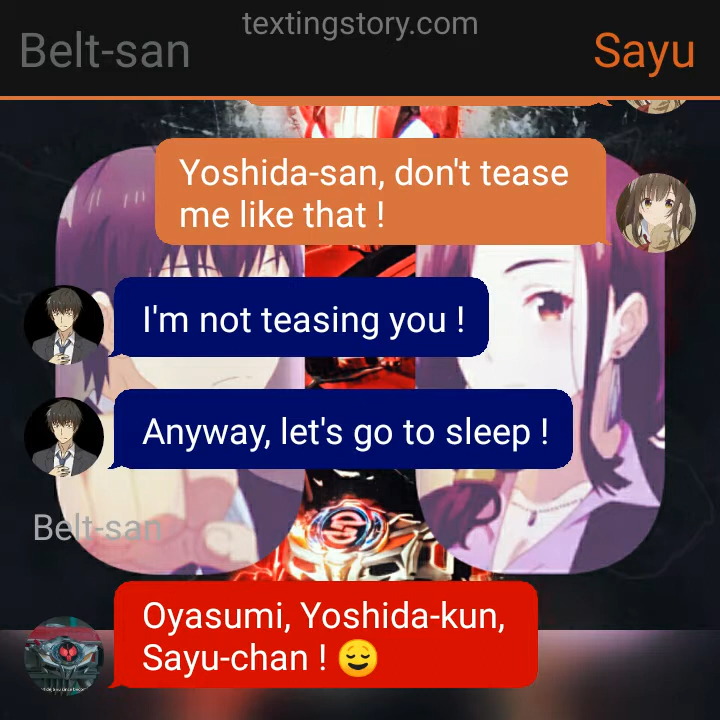 textingstory.com
Belt-san
Sayu
Yoshida-san, don't tease
me like that !
I'm not teasing you !
Anyway, let's go to sleep !
Belt-san
Oyasumi, Yoshida-kun,
Sayu-chan ! 😌